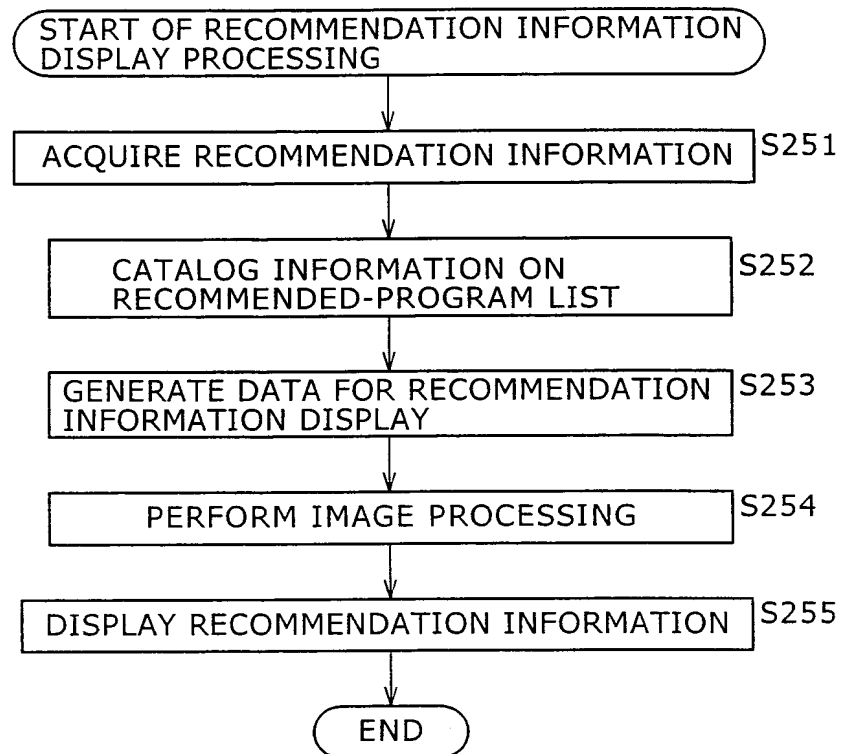 START OF RECOMMENDATION INFORMATION
DISPLAY PROCESSING
ACQUIRE RECOMMENDATION INFORMATION
S251
CATALOG INFORMATION ON
RECOMMENDED-PROGRAM LIST
S252
GENERATE DATA FOR RECOMMENDATION
INFORMATION DISPLAY
S253
PERFORM IMAGE PROCESSING
S254
DISPLAY RECOMMENDATION INFORMATION
S255
END